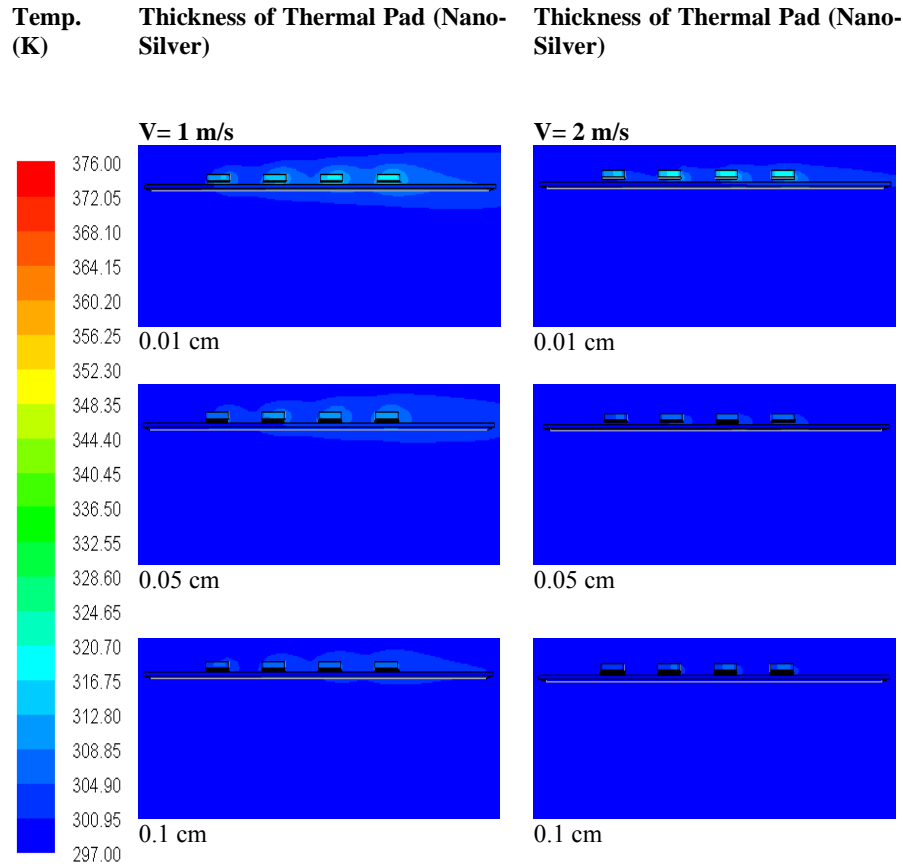 Temp.
(K)
Thickness of Thermal Pad (Nano-
Silver)
Thickness of Thermal Pad (Nano-
Silver)
V= 1 m/s
V= 2 m/s
376.00
372.05
368.10
364.15
360.20
356.25
352.30
348.35
344.40
340.45
336.50
332.55
328.60
324.65
320.70
316.75
312.80
308.85
304.90
300.95
297.00
0.01 cm
0.01 cm
0.05 cm
0.05 cm
0.1 cm
0.1 cm